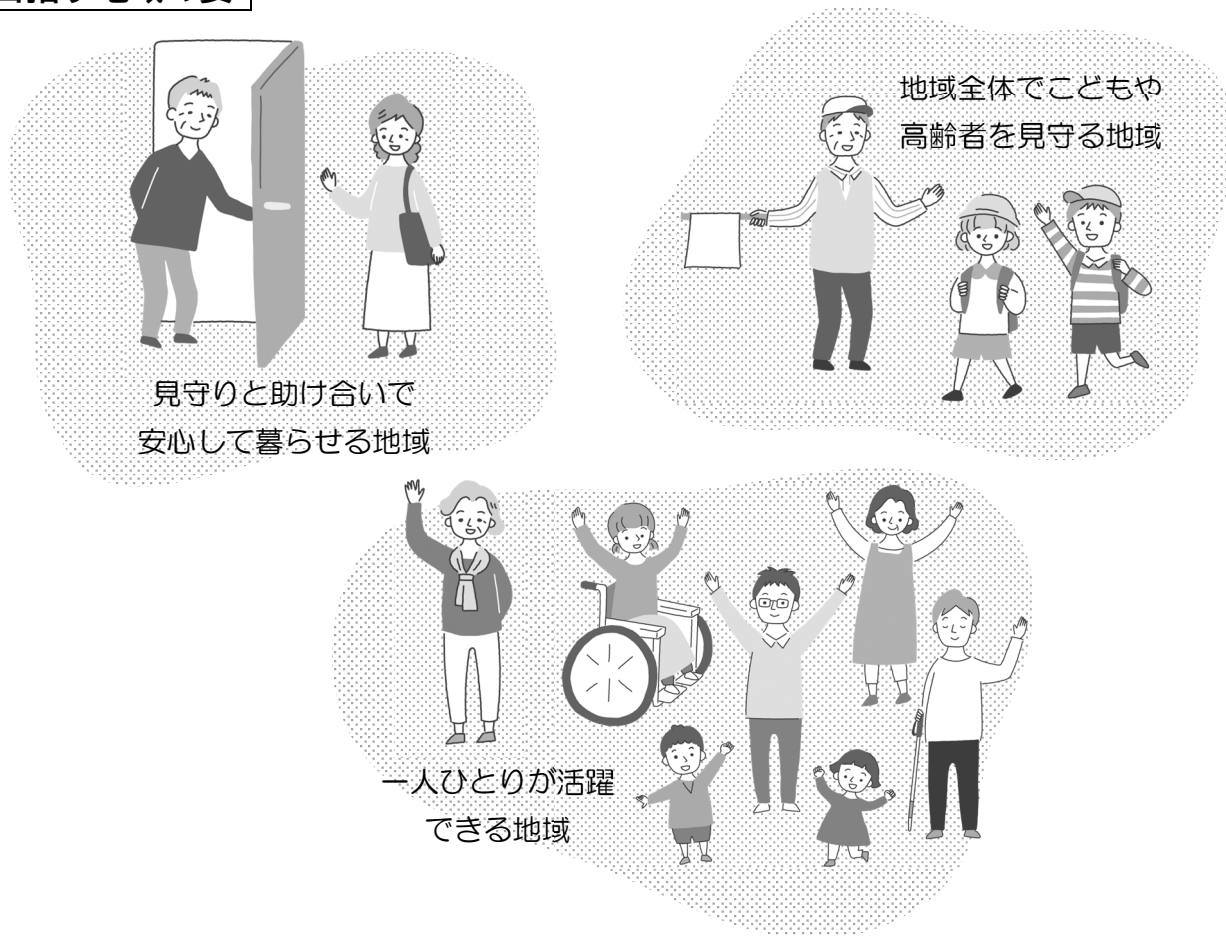 見守りと助け合いで
安心して暮らせる地域
地域全体でこどもや
高齢者を見守る地域
一人ひとりが活躍
できる地域